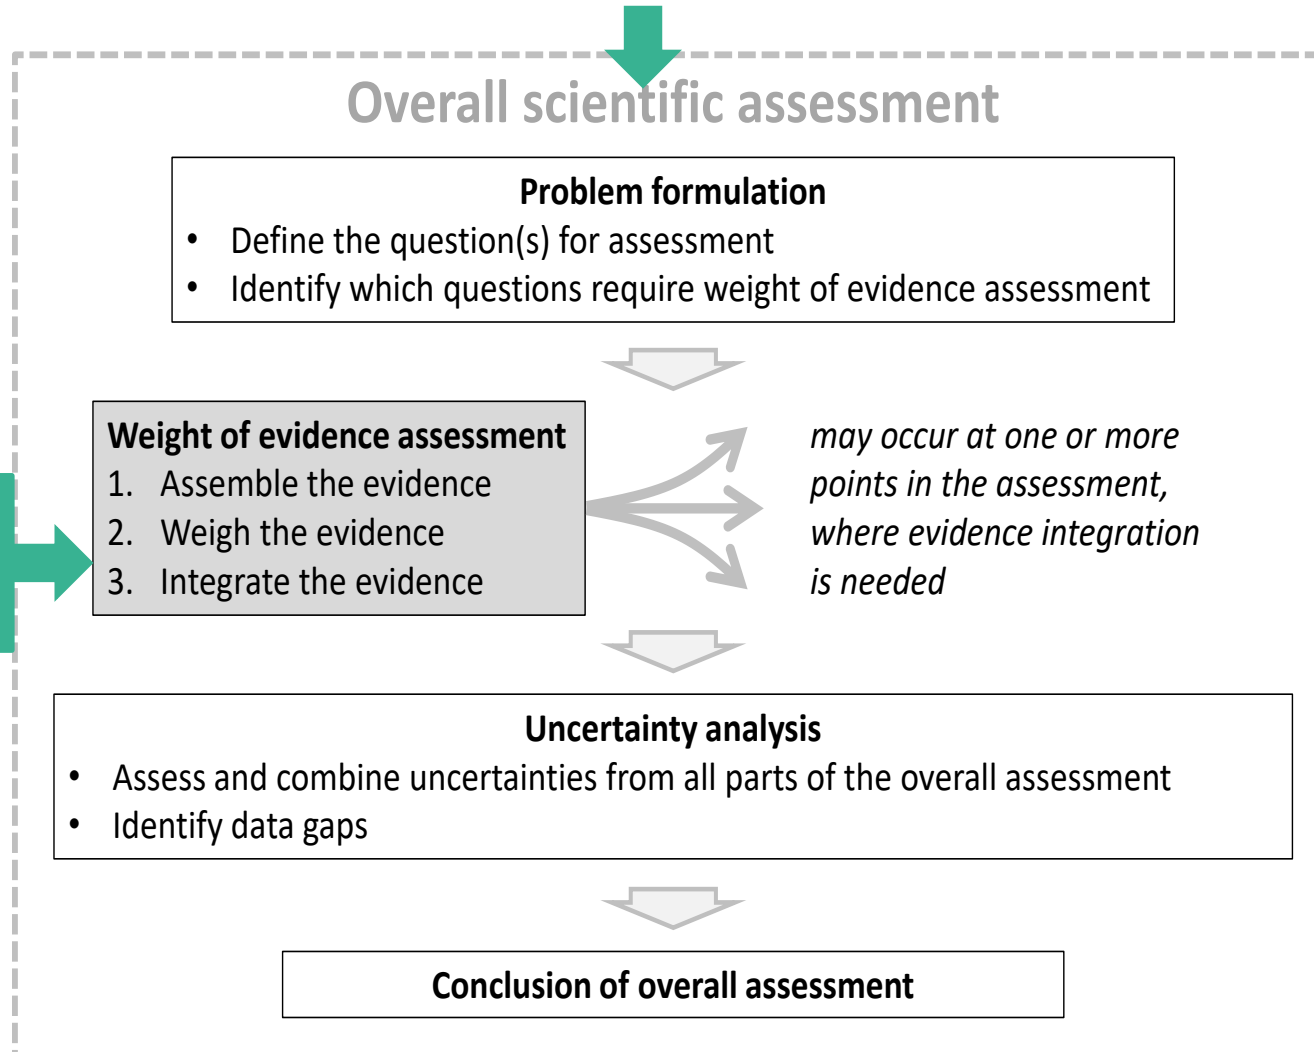 Overall scientific assessment
Problem formulation
• Define the question(s) for assessment
• Identify which questions require weight of evidence assessment
Weight of evidence assessment
1. Assemble the evidence
2. Weigh the evidence
3. Integrate the evidence
may occur at one or more
points in the assessment,
where evidence integration
is needed
Uncertainty analysis
• Assess and combine uncertainties from all parts of the overall assessment
• Identify data gaps
Conclusion of overall assessment